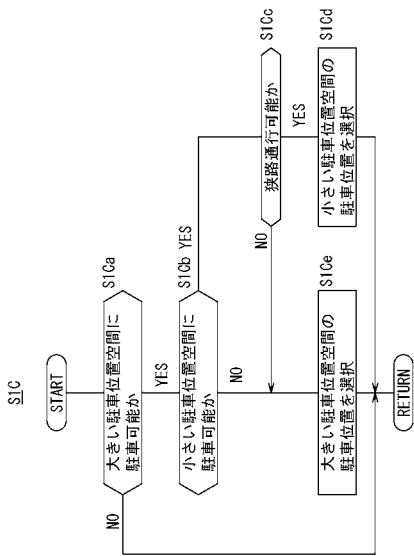 S1C
START
大きい駐車位置空間に
駐車可能か
S1Ca
NO
YES
小さい駐車位置空間に
駐車可能か
S1Cb
YES
NO
狭路通行可能か
S1Cc
NO
YES
小さい駐車位置空間の
駐車位置を選択
S1Cd
大きい駐車位置空間の
駐車位置を選択
S1Ce
RETURN